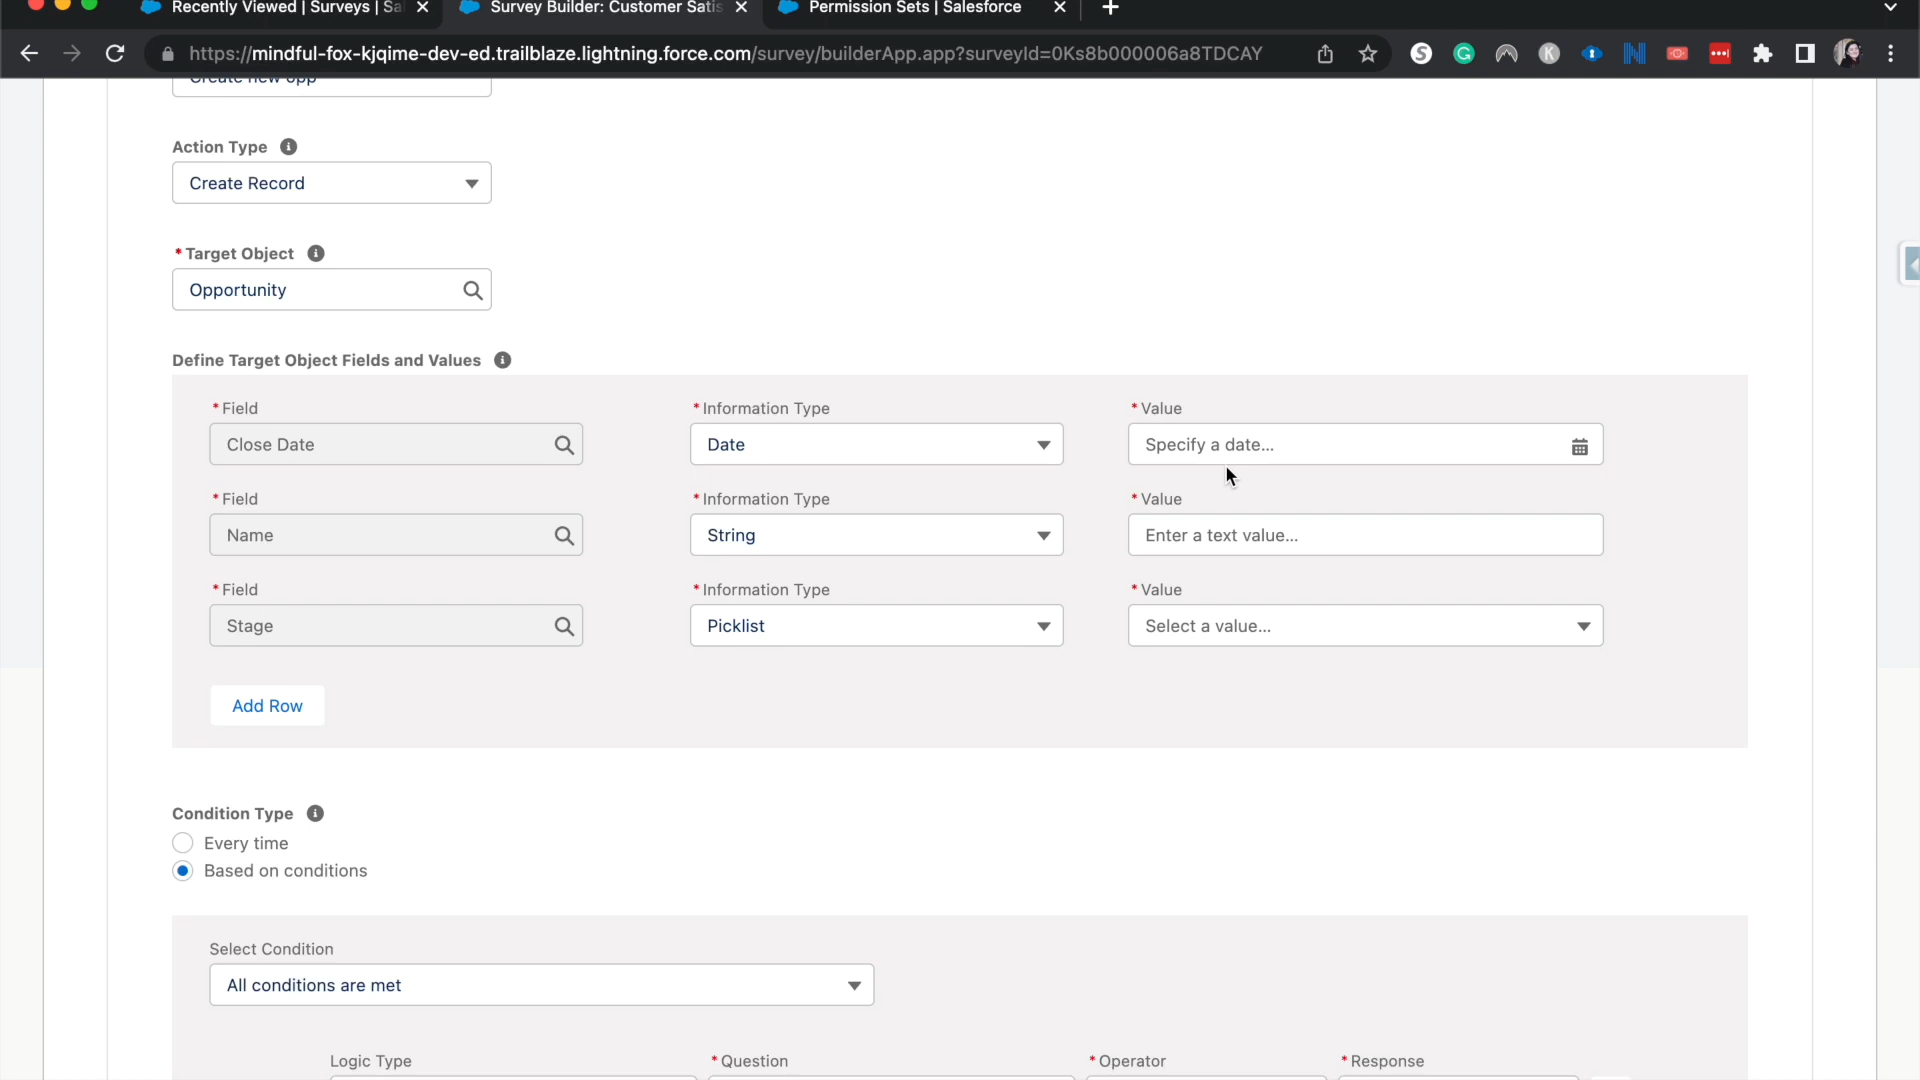 Recently Viewed | Surveys | Sa
Survey Builder: Customer Satis
Permission Sets | Salesforce
https://mindful-fox-kjqime-dev-ed.trailblaze.lightning.force.com/survey/builderApp.app?surveyId=0Ks8b000006a8TDCAY
Create new opp
Action Type
Create Record
* Target Object
Opportunity
Define Target Object Fields and Values
* Field
* Information Type
* Value
Close Date
Date
Specify a date...
* Field
* Information Type
* Value
Name
String
Enter a text value...
* Field
* Information Type
* Value
Stage
Picklist
Select a value...
Add Row
Condition Type
Every time
Based on conditions
Select Condition
All conditions are met
Logic Type
* Question
* Operator
* Response